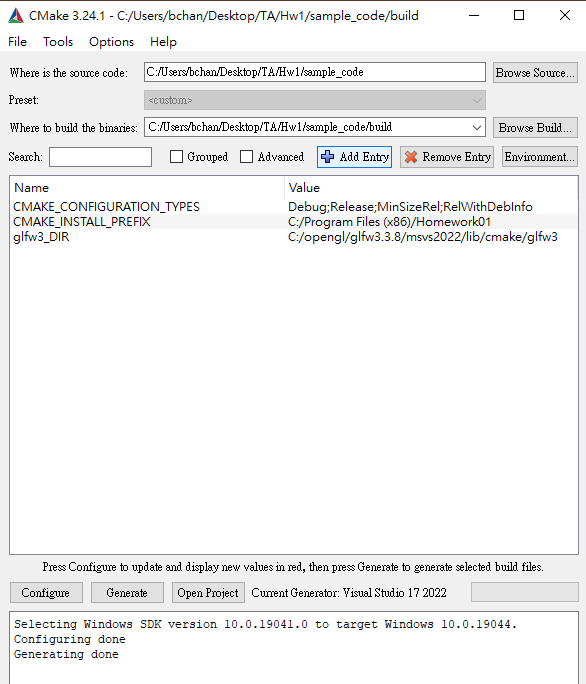 CMake 3.24.1 - C:/Users/bchan/Desktop/TA/Hw1/sample_code/build
File Tools Options Help
Where is the source code: C:/Users/bchan/Desktop/TA/Hw1/sample_code Browse Source...
Preset: <custom>
Where to build the binaries: C:/Users/bchan/Desktop/TA/Hw1/sample_code/build Browse Build...
Search: Grouped Advanced Add Entry Remove Entry Environment...
Name Value
CMAKE_CONFIGURATION_TYPES Debug;Release;MinSizeRel;RelWithDebInfo
CMAKE_INSTALL_PREFIX C:/Program Files (x86)/Homework01
glfw3_DIR C:/opengl/glfw3.3.8/msvs2022/lib/cmake/glfw3
Press Configure to update and display new values in red, then press Generate to generate selected build files.
Configure Generate Open Project Current Generator: Visual Studio 17 2022
Selecting Windows SDK version 10.0.19041.0 to target Windows 10.0.19044.
Configuring done
Generating done